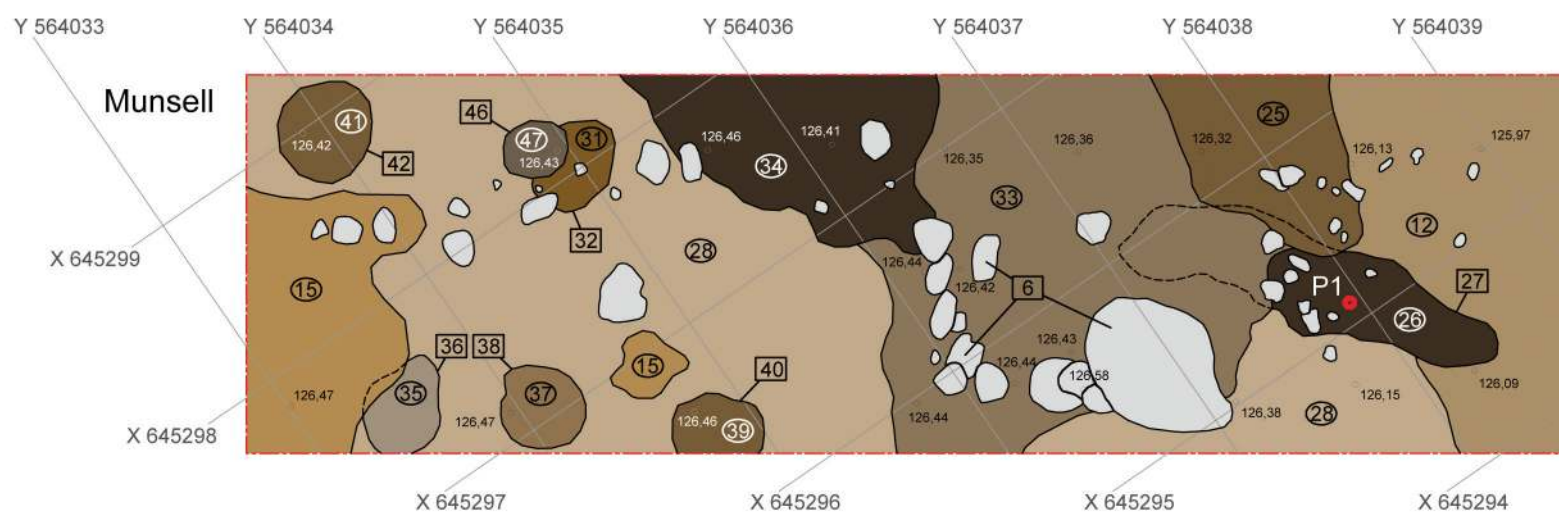 Y 564033 Y 564034 Y 564035 Y 564036 Y 564037 Y 564038 Y 564039
Munsell
41 46 47 31 126,46 126,41 25
126,42 42 126,43 34 126,35 126,36 126,32 126,13 125,97
33
32 28 12
X 645299 126,44
15 126,42 6 P1 27
26
36 38 15 126,43
40 126,44 126,58 126,09
126,47 35 37 126,47 126,46 39 126,44 126,38 28 126,15
X 645298
X 645297 X 645296 X 645295 X 645294